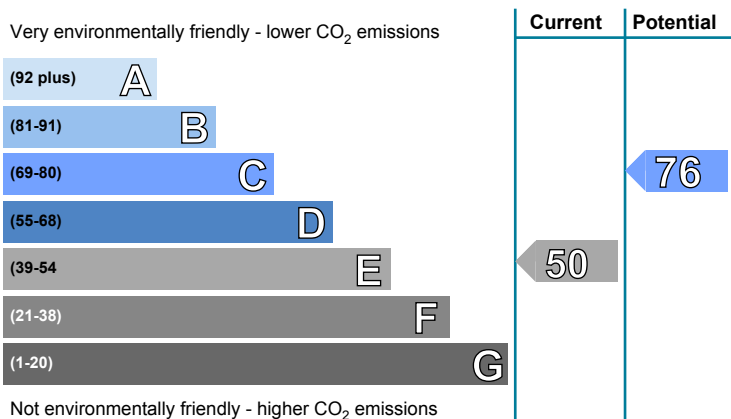 Very environmentally friendly - lower CO2 emissions
Current
Potential
(92 plus) A
(81-91) B
(69-80) C
76
(55-68) D
(39-54 E
50
(21-38) F
(1-20) G
Not environmentally friendly - higher CO2 emissions